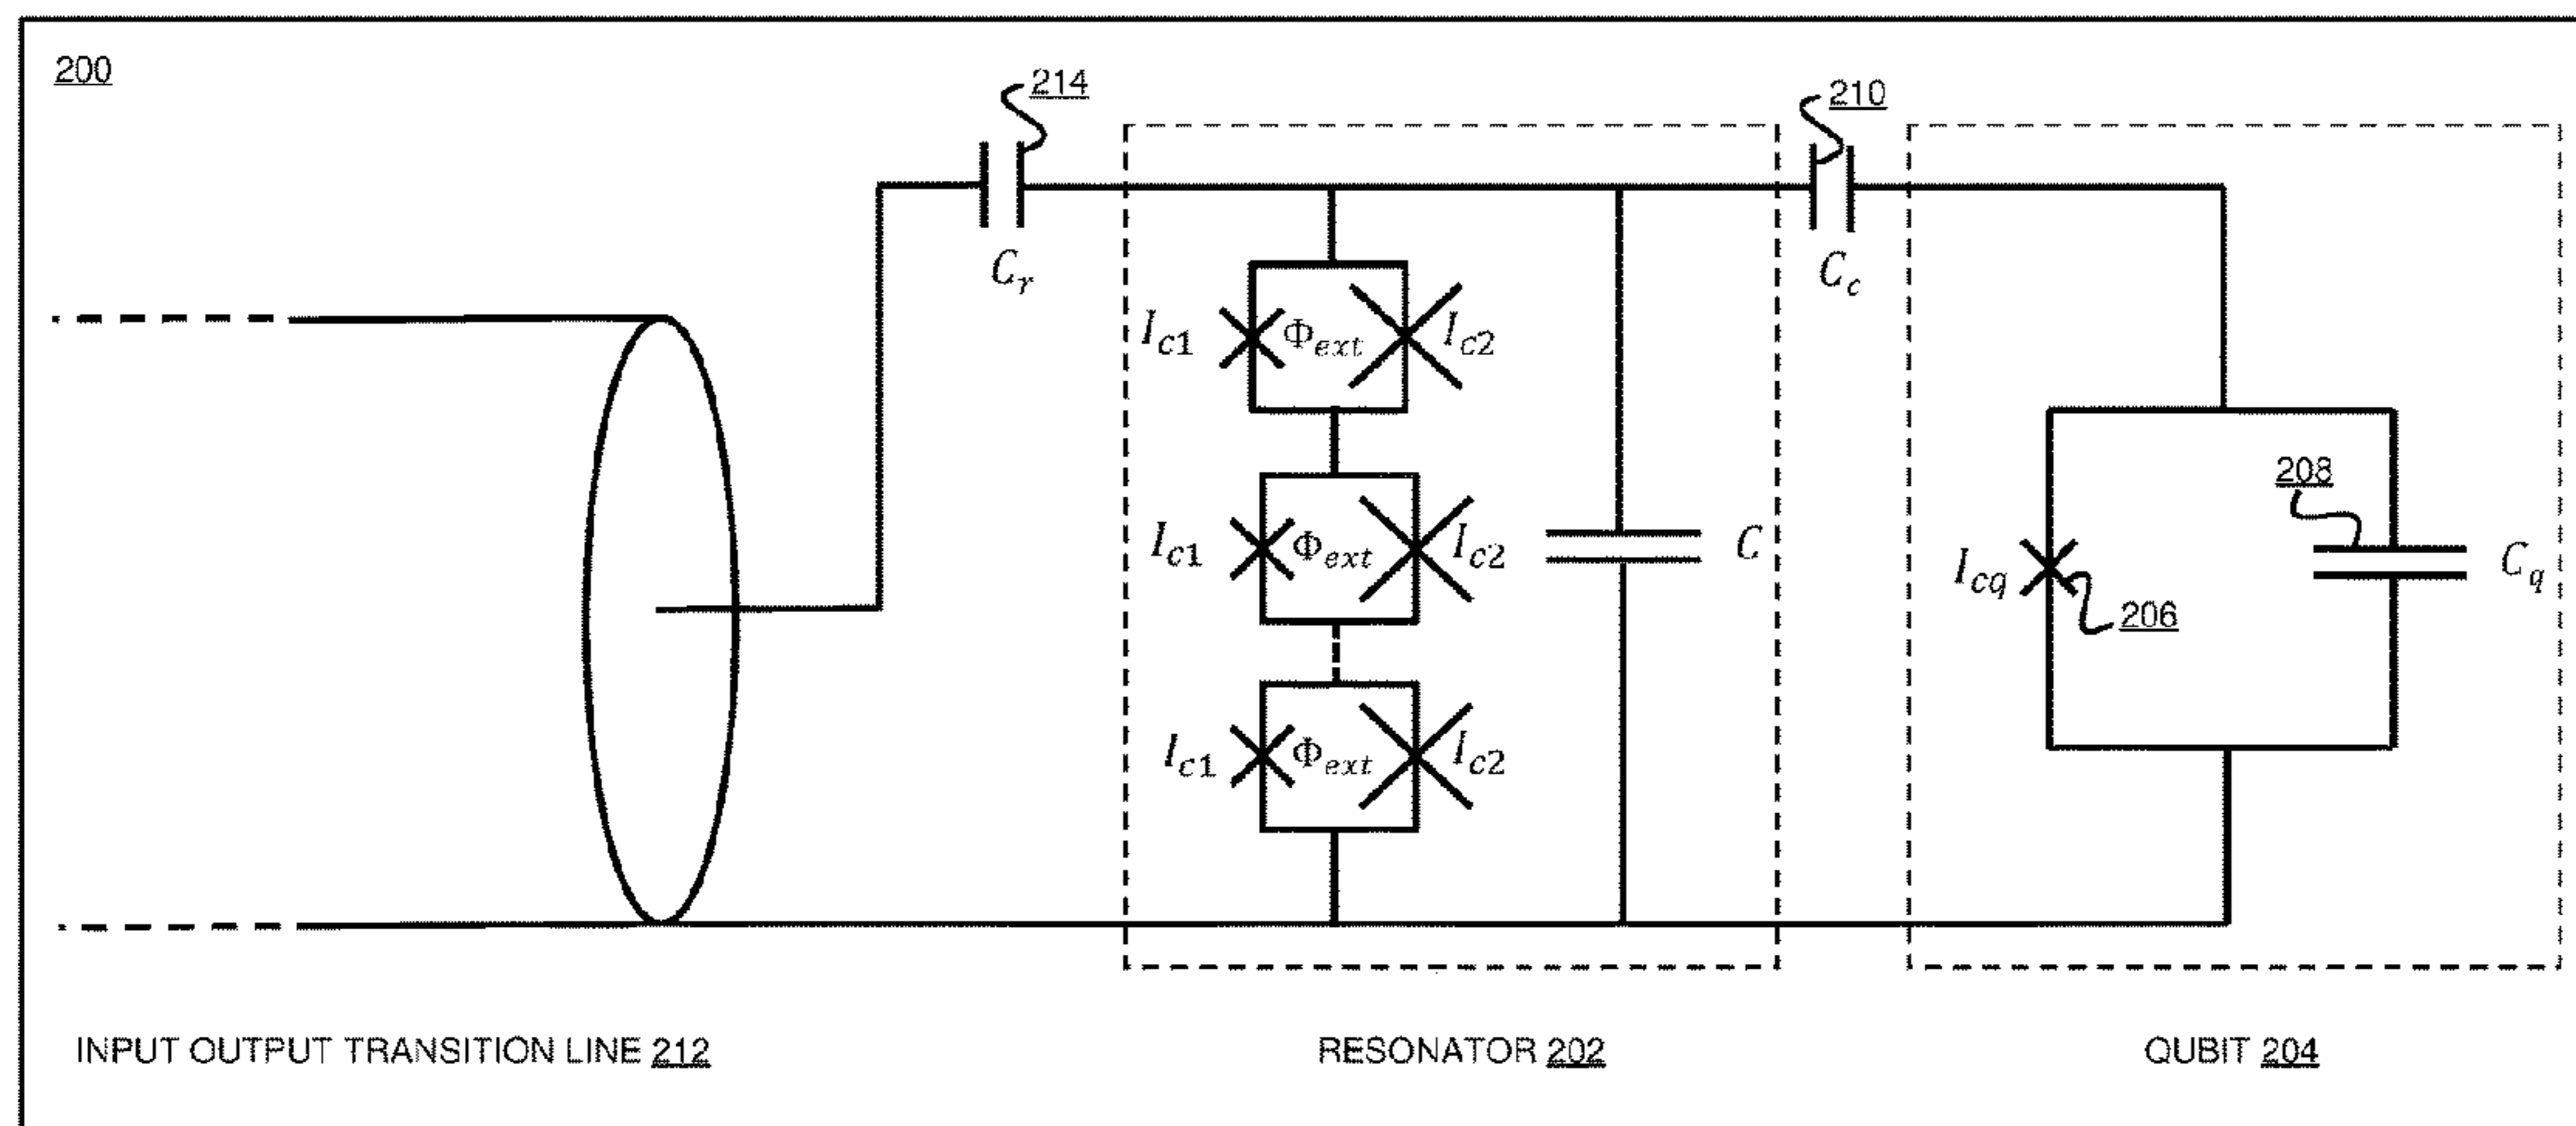 200
214
210
C_r
C_c
I_c1 Φ_ext I_c2
I_c1 Φ_ext I_c2
C
208
I_cq
C_q
206
I_c1 Φ_ext I_c2
INPUT OUTPUT TRANSITION LINE 212
RESONATOR 202
QUBIT 204